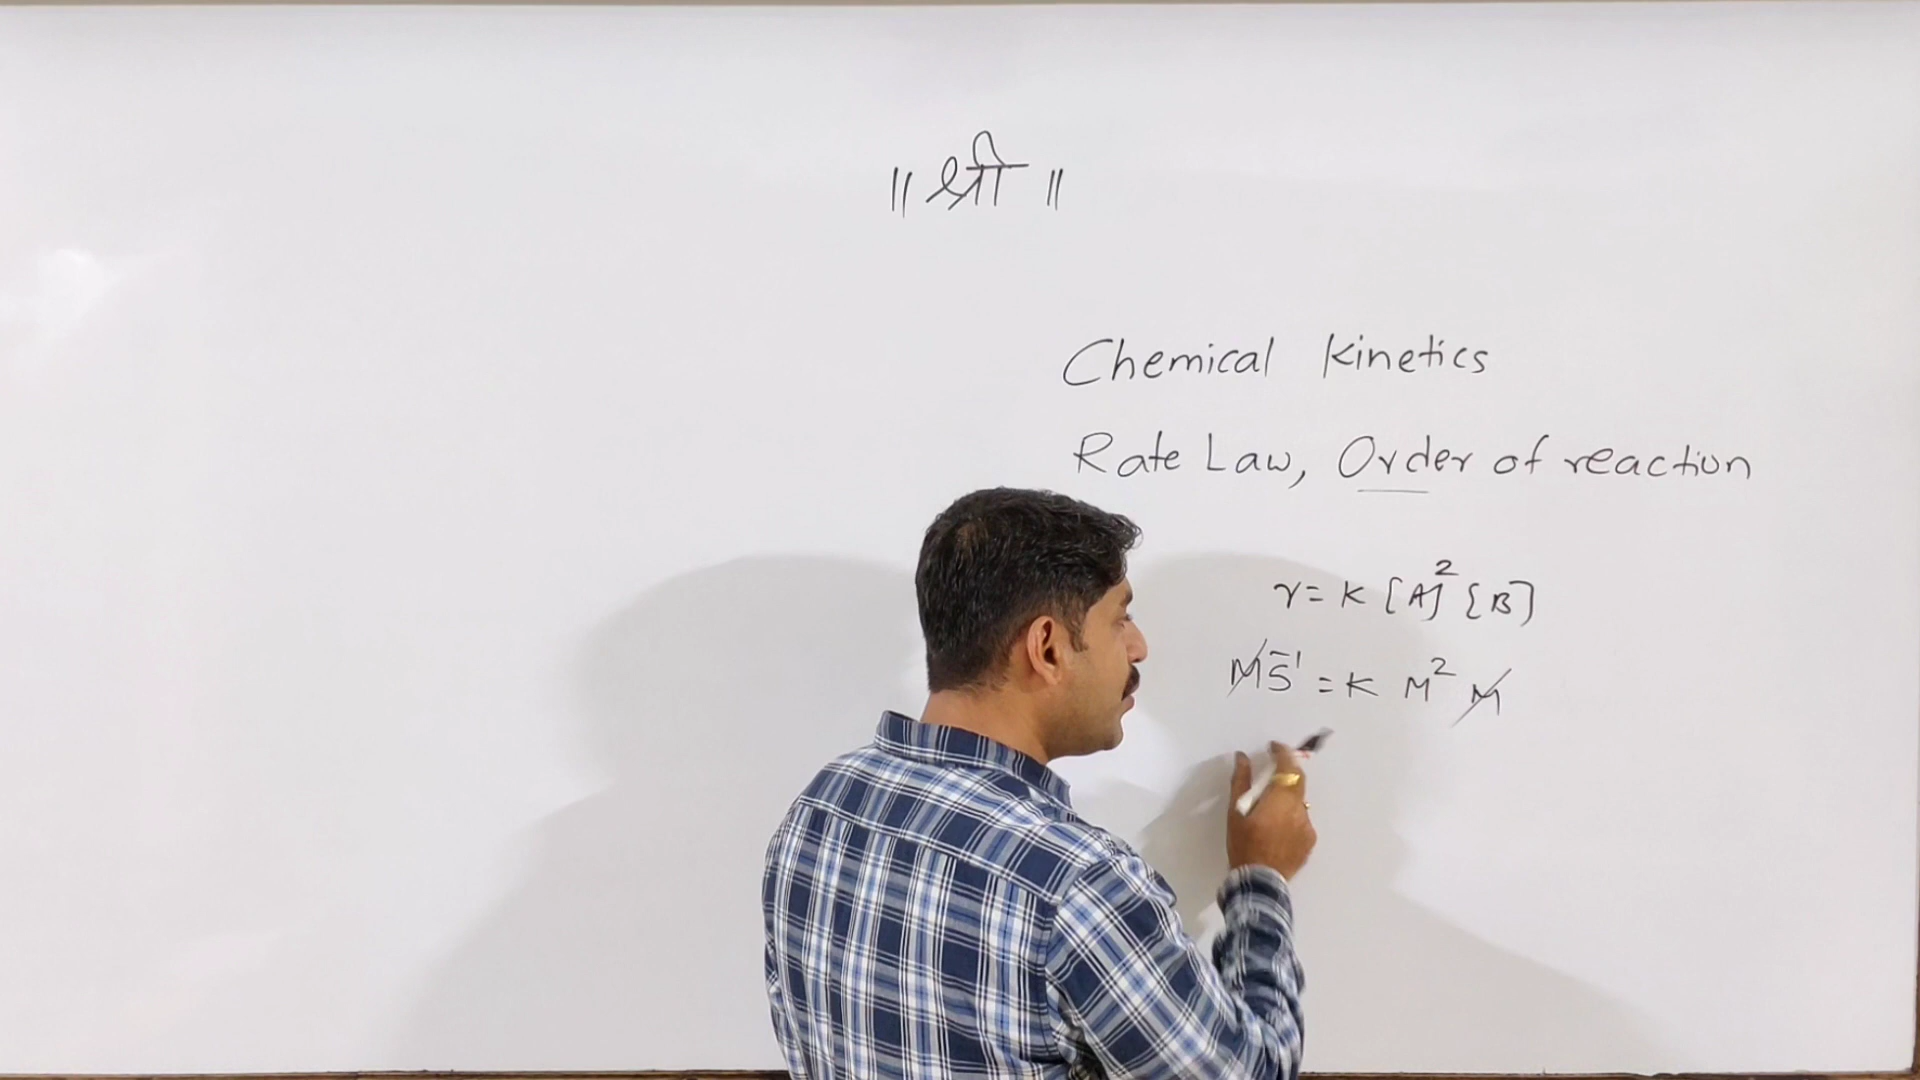 ॥ श्री ॥
Chemical Kinetics
Rate Law, Order of reaction
r = K [A]² [B]
M S⁻¹ = K M² M